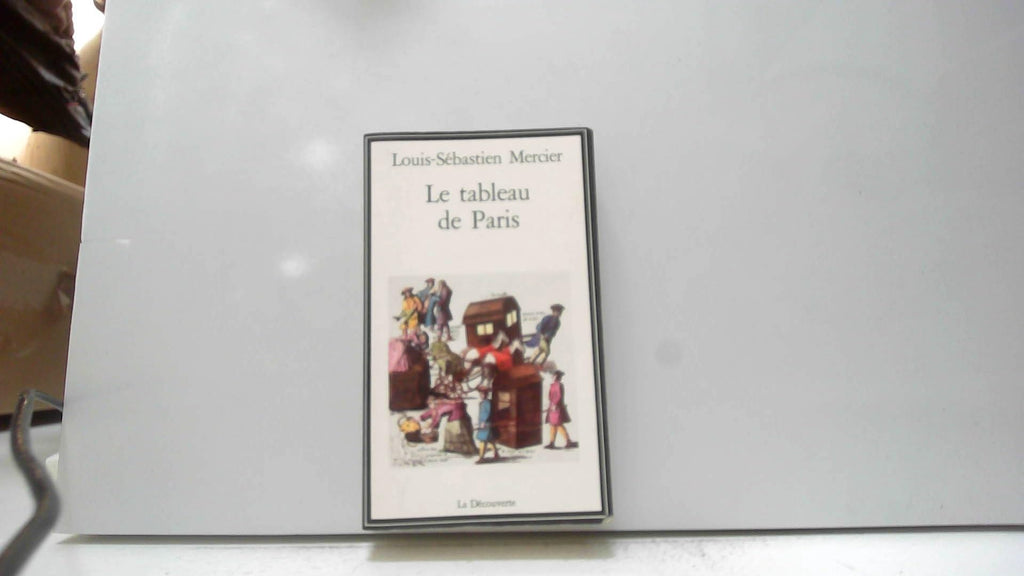 Louis-Sébastien Mercier
Le tableau
de Paris
La Découverte